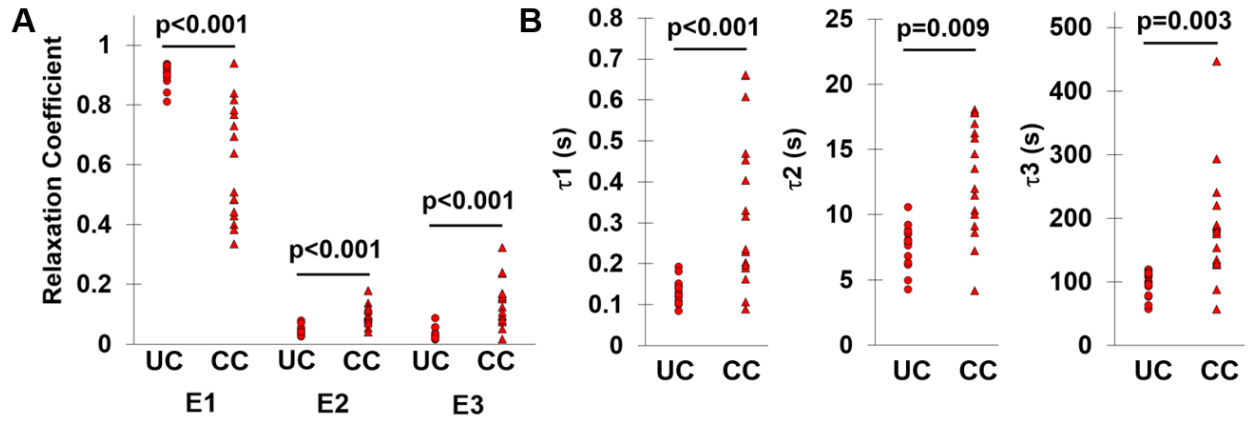 A
Relaxation Coefficient
1
0.8
0.6
0.4
0.2
0
p<0.001
p<0.001
p<0.001
UC CC UC CC UC CC
E1 E2 E3
B
τ1 (s)
0.8
0.7
0.6
0.5
0.4
0.3
0.2
0.1
0
p<0.001
UC CC
τ2 (s)
25
20
15
10
5
0
p=0.009
UC CC
τ3 (s)
500
400
300
200
100
0
p=0.003
UC CC